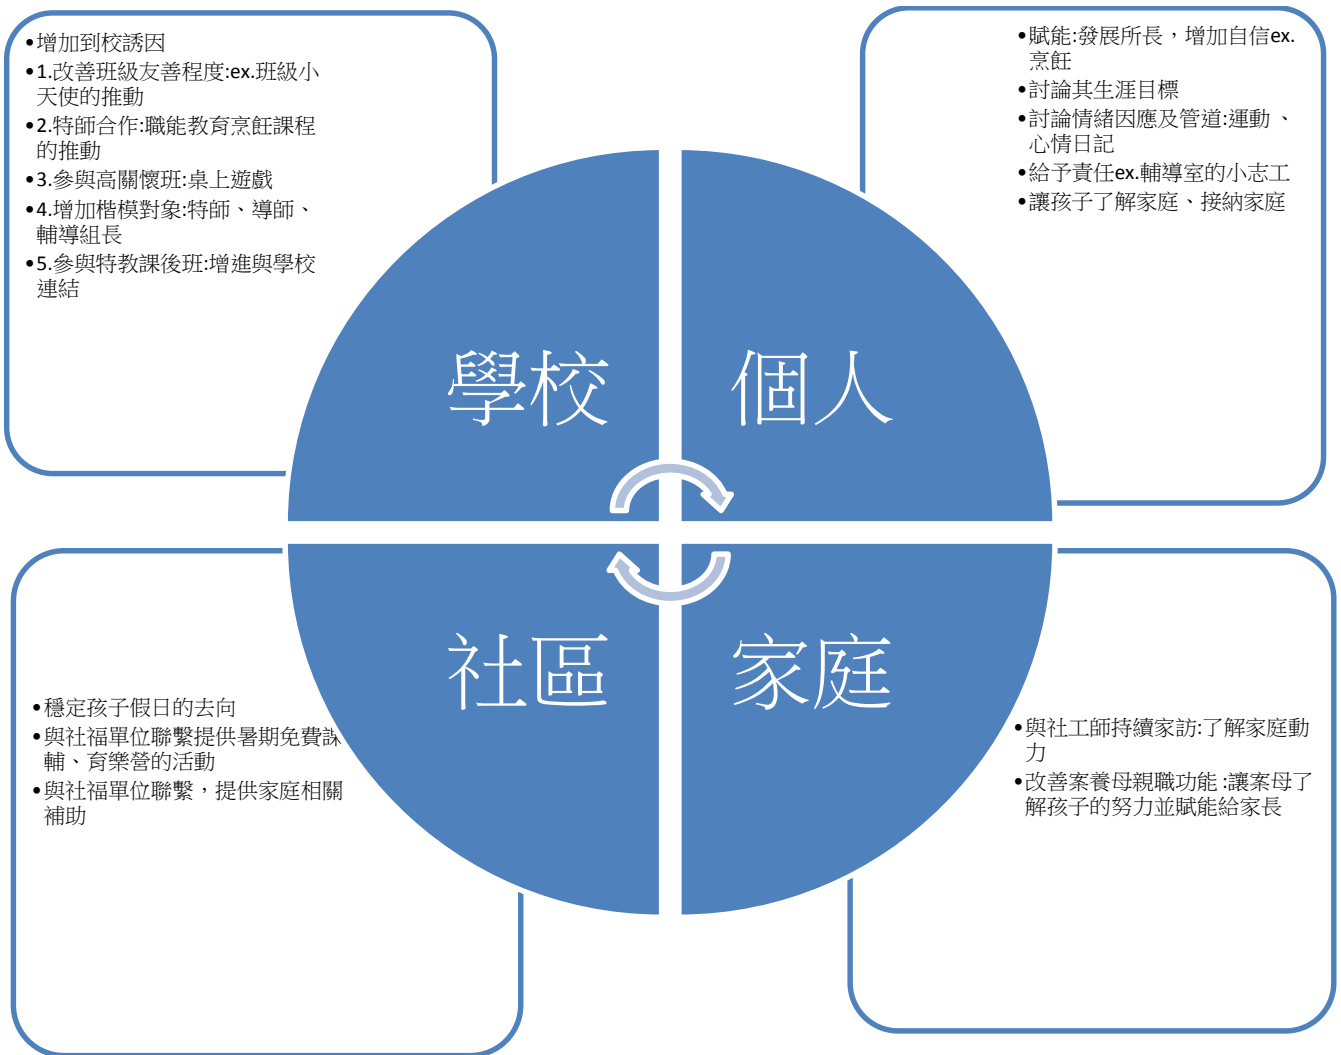 •增加到校誘因
•1.改善班級友善程度:ex.班級小
天使的推動
•2.特師合作:職能教育烹飪課程
的推動
•3.參與高關懷班:桌上遊戲
•4.增加楷模對象:特師、導師、
輔導組長
•5.參與特教課後班:增進與學校
連結
•賦能:發展所長，增加自信ex.
烹飪
•討論其生涯目標
•討論情緒因應及管道:運動、
心情日記
•給予責任ex.輔導室的小志工
•讓孩子了解家庭、接納家庭
學校
個人
社區
家庭
•穩定孩子假日的去向
•與社福單位聯繫提供暑期免費課
輔、育樂營的活動
•與社福單位聯繫，提供家庭相關
補助
•與社工師持續家訪:了解家庭動
力
•改善案養母親職功能:讓案母了
解孩子的努力並賦能給家長